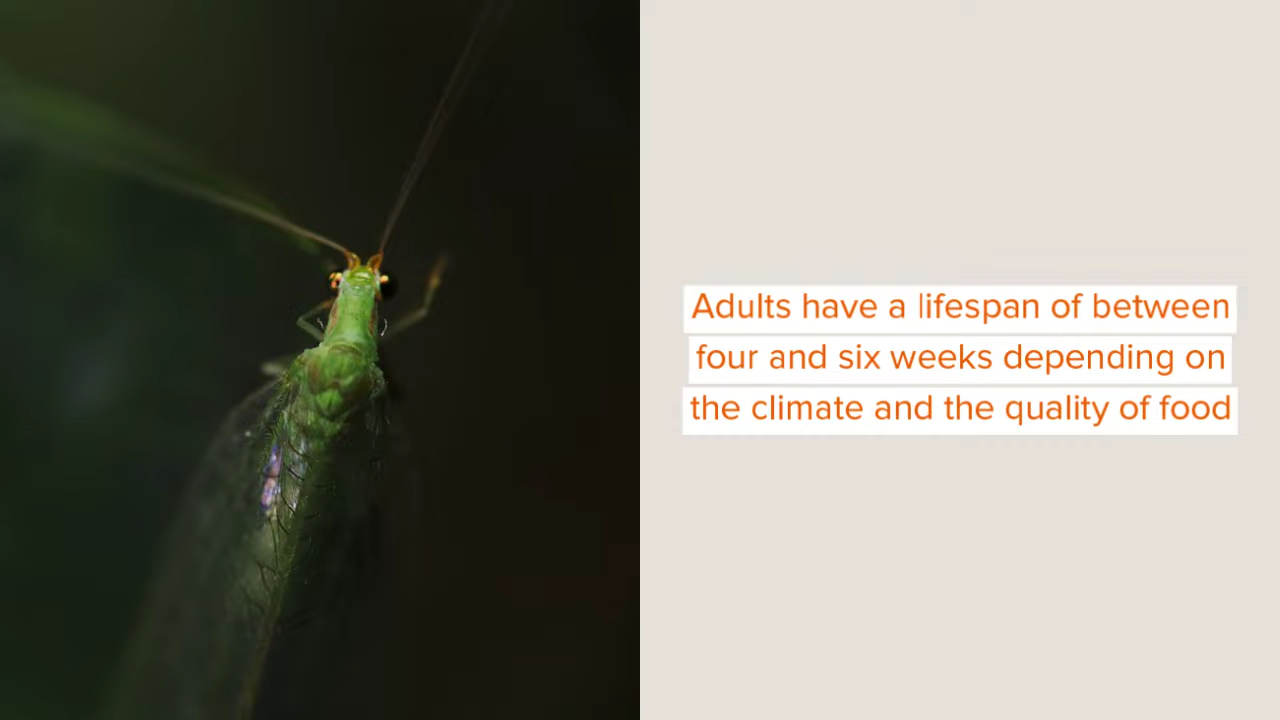 Adults have a lifespan of between
four and six weeks depending on
the climate and the quality of food